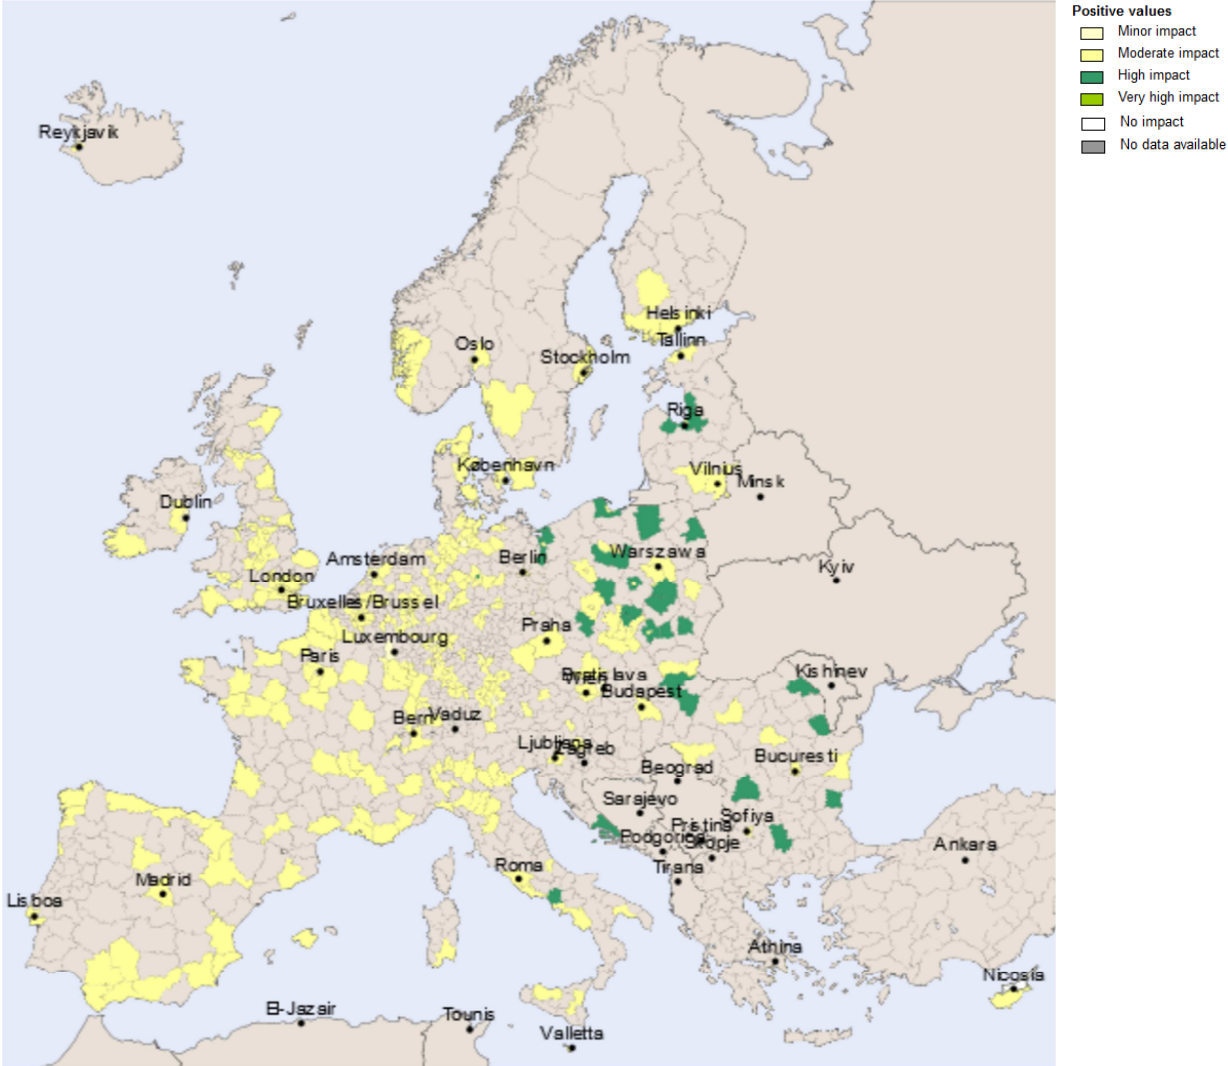 Positive values
Minor impact
Moderate impact
High impact
Very high impact
No impact
No data available
Reykjavik
Helsinki
Tallinn
Oslo
Stockholm
Riga
København
Vilnius
Minsk
Dublin
Amsterdam
Berlin
Warszawa
Kyiv
London
Bruxelles/Brussel
Luxembourg
Praha
Paris
Bratislava
Wien
Kishinev
Budapest
Bern
Vaduz
Ljubljana
Zagreb
Beograd
Bucuresti
Sarajevo
Pristina
Sofiya
Podgorica
Skopje
Tirana
Ankara
Roma
Madrid
Lisboa
Athina
Nicosia
El-Jazair
Tounis
Valletta